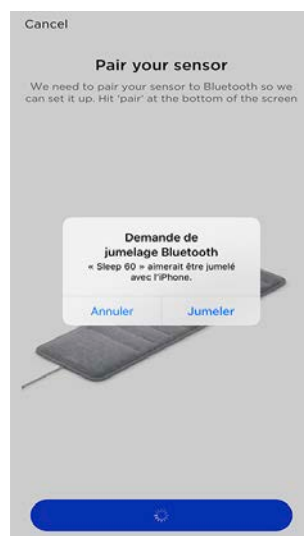 Cancel
Pair your sensor
We need to pair your sensor to Bluetooth so we
can set it up. Hit 'pair' at the bottom of the screen
Demande de
jumelage Bluetooth
« Sleep 60 » aimerait être jumelé
avec l'iPhone.
Annuler
Jumeler